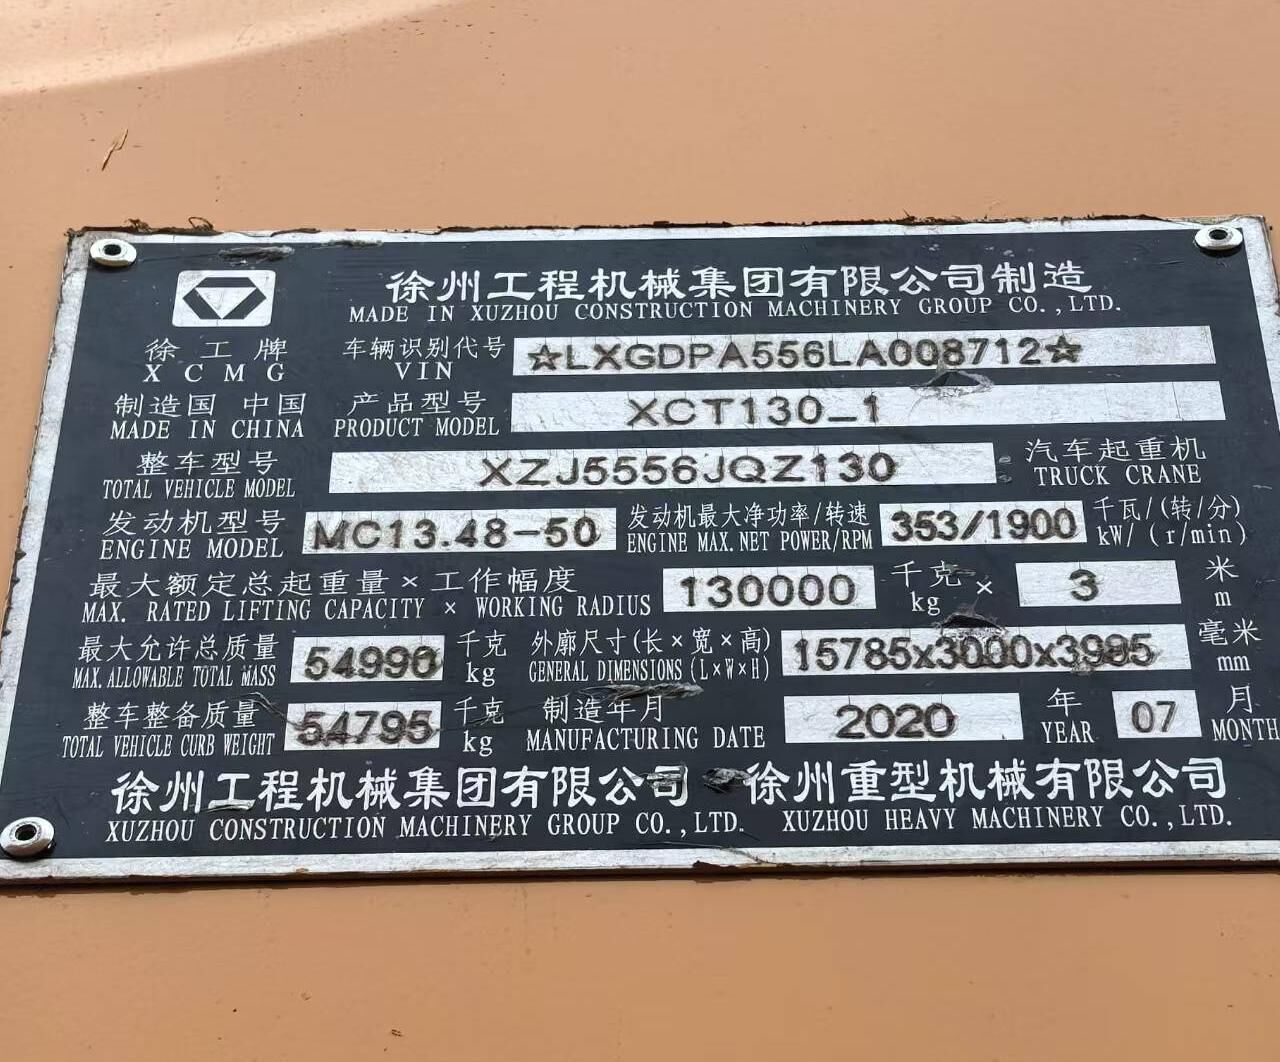 徐州工程机械集团有限公司制造
MADE IN XUZHOU CONSTRUCTION MACHINERY GROUP CO.,LTD.
徐工牌 车辆识别代号 ☆LXGDPA556LA008712☆
XCMG VIN
制造国 中国 产品型号 XCT130-1
MADE IN CHINA PRODUCT MODEL
整车型号 XZJ5556JQZ130 汽车起重机
TOTAL VEHICLE MODEL TRUCK CRANE
发动机型号 MC13.48-50 发动机最大净功率/转速 353/1900 千瓦/(转/分)
ENGINE MODEL ENGINE MAX.NET POWER/RPM kW/(r/min)
最大额定总起重量×工作幅度 130000 千克 × 3 米
MAX. RATED LIFTING CAPACITY × WORKING RADIUS kg m
最大允许总质量 54990 千克 外廓尺寸(长×宽×高) 15785x3000x3995 毫米
MAX.ALLOWABLE TOTAL MASS kg GENERAL DIMENSIONS (L×W×H) mm
整车整备质量 54795 千克 制造年月 2020 年 07 月
TOTAL VEHICLE CURB WEIGHT kg MANUFACTURING DATE YEAR MONTH
徐州工程机械集团有限公司 徐州重型机械有限公司
XUZHOU CONSTRUCTION MACHINERY GROUP CO.,LTD. XUZHOU HEAVY MACHINERY CO.,LTD.